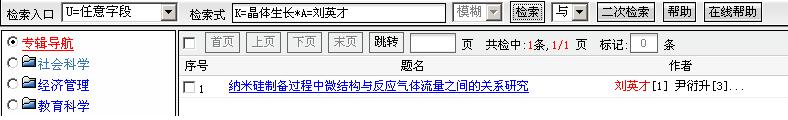 检索入口 U=任意字段 检索式 K=晶体生长*A=刘英才 模糊 检索 与 二次检索 帮助 在线帮助
专辑导航
社会科学
经济管理
教育科学
首页 上页 下页 末页 跳转 页 共检中:1条,1/1 页 标记: 0 条
序号 题名 作者
1 纳米硅制备过程中微结构与反应气体流量之间的关系研究 刘英才[1] 尹衍升[3]...